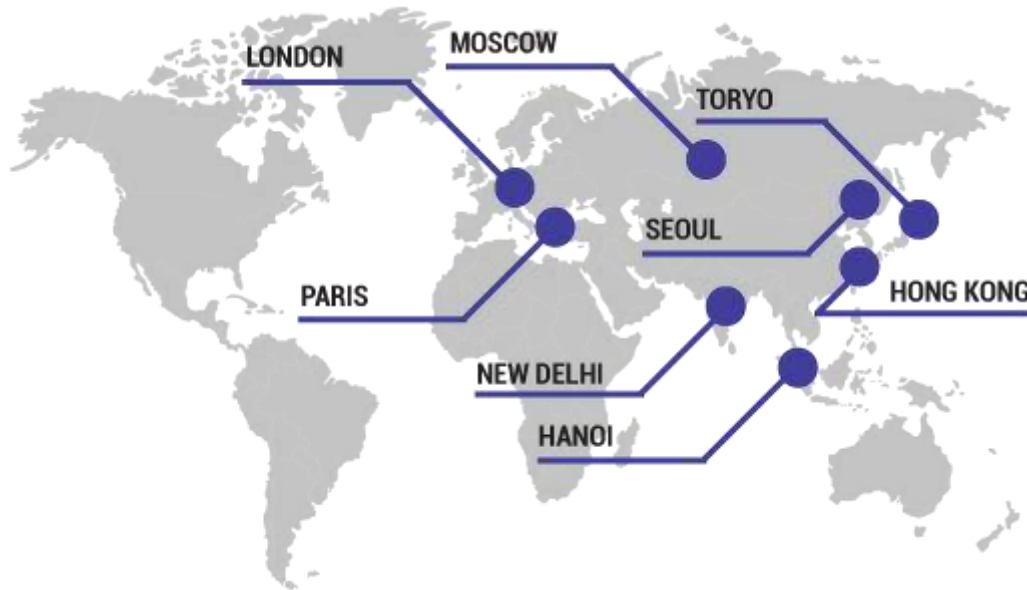 MOSCOW
LONDON
TORYO
SEOUL
HONG KONG
PARIS
NEW DELHI
HANOI